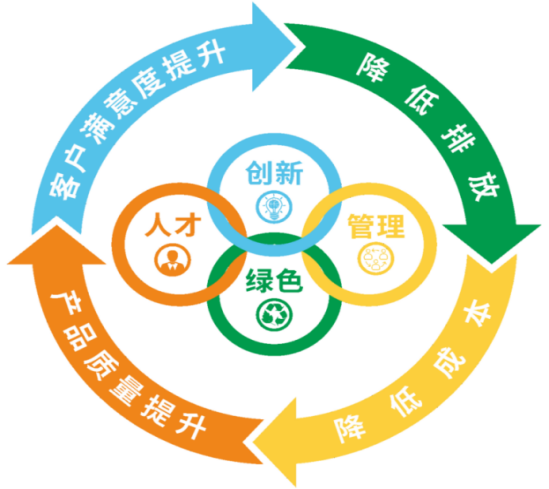 客户满意度提升
降低排放
降低成本
产品质量提升
创新
人才
管理
绿色